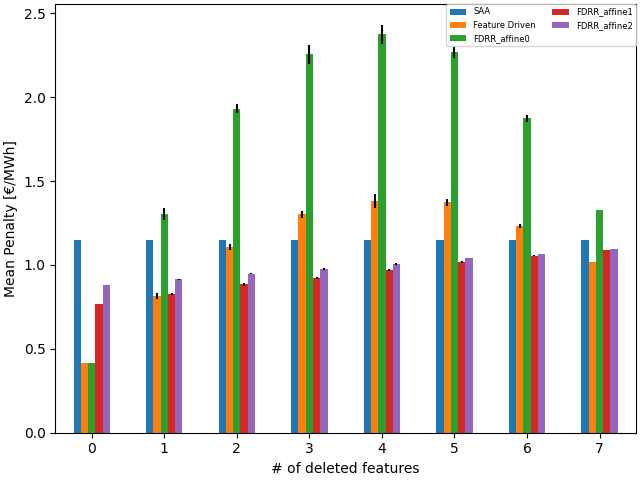 SAA
Feature Driven
FDRR_affine0
FDRR_affine1
FDRR_affine2
Mean Penalty [€/MWh]
2.5
2.0
1.5
1.0
0.5
0.0
0 1 2 3 4 5 6 7
# of deleted features